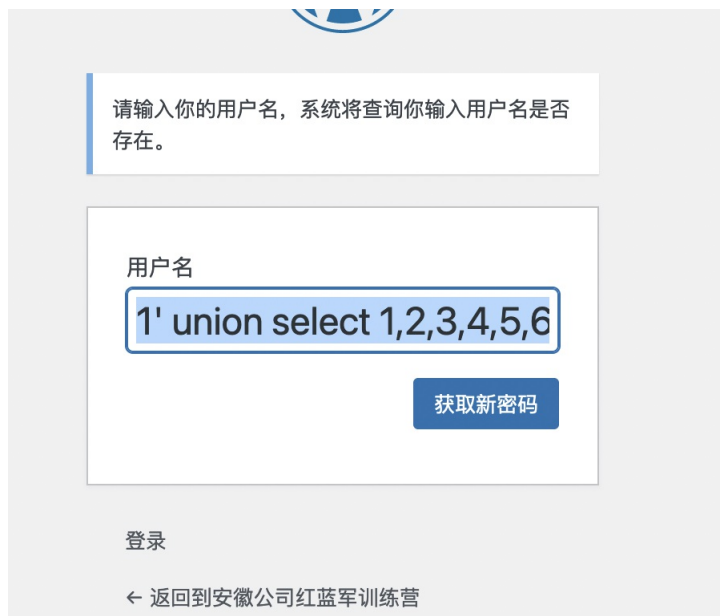 请输入你的用户名，系统将查询你输入用户名是否
存在。
用户名
1' union select 1,2,3,4,5,6
获取新密码
登录
← 返回到安徽公司红蓝军训练营